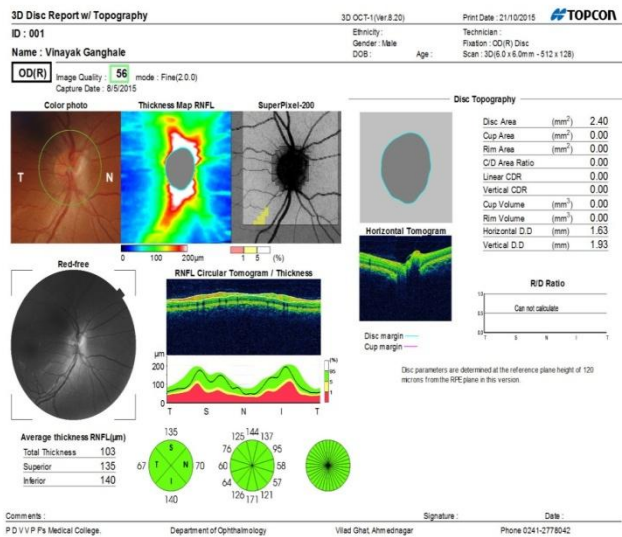 3D Disc Report w/ Topography
3D OCT-1(Ver.8.20)
Print Date : 21/10/2015
TOPCON
ID : 001
Ethnicity :
Technician :
Gender : Male
Fixation : OD(R) Disc
Name : Vinayak Ganghale
DOB :
Age :
Scan : 3D(6.0 x 6.0mm - 512 x 128)
OD(R)
Image Quality : 56 mode : Fine(2.0.0)
Capture Date : 8/5/2015
Color photo
Thickness Map RNFL
SuperPixel-200
T
N
0 100 200μm
1 5 (%)
Disc Topography
Disc Area (mm²) 2.40
Cup Area (mm²) 0.00
Rim Area (mm²) 0.00
C/D Area Ratio 0.00
Linear CDR 0.00
Vertical CDR 0.00
Cup Volume (mm³) 0.00
Rim Volume (mm³) 0.00
Horizontal D.D (mm) 1.63
Vertical D.D (mm) 1.93
Horizontal Tomogram
Disc margin
Cup margin
R/D Ratio
Can not calculate
T S N I T
Disc parameters are determined at the reference plane height of 120
microns from the RPE plane in this version.
Red-free
RNFL Circular Tomogram / Thickness
μm
200
100
0
T S N I T
(%)
95
5
1
Average thickness RNFL(μm)
Total Thickness 103
Superior 135
Inferior 140
135
67
S
T N
I
70
140
125 144 137
76 95
60 58
64 57
126 171 121
Comments :
Signature :
Date :
P D V V P F's Medical College.
Department of Ophthalmology
Vilad Ghat, Ahmednagar
Phone 0241-2778042